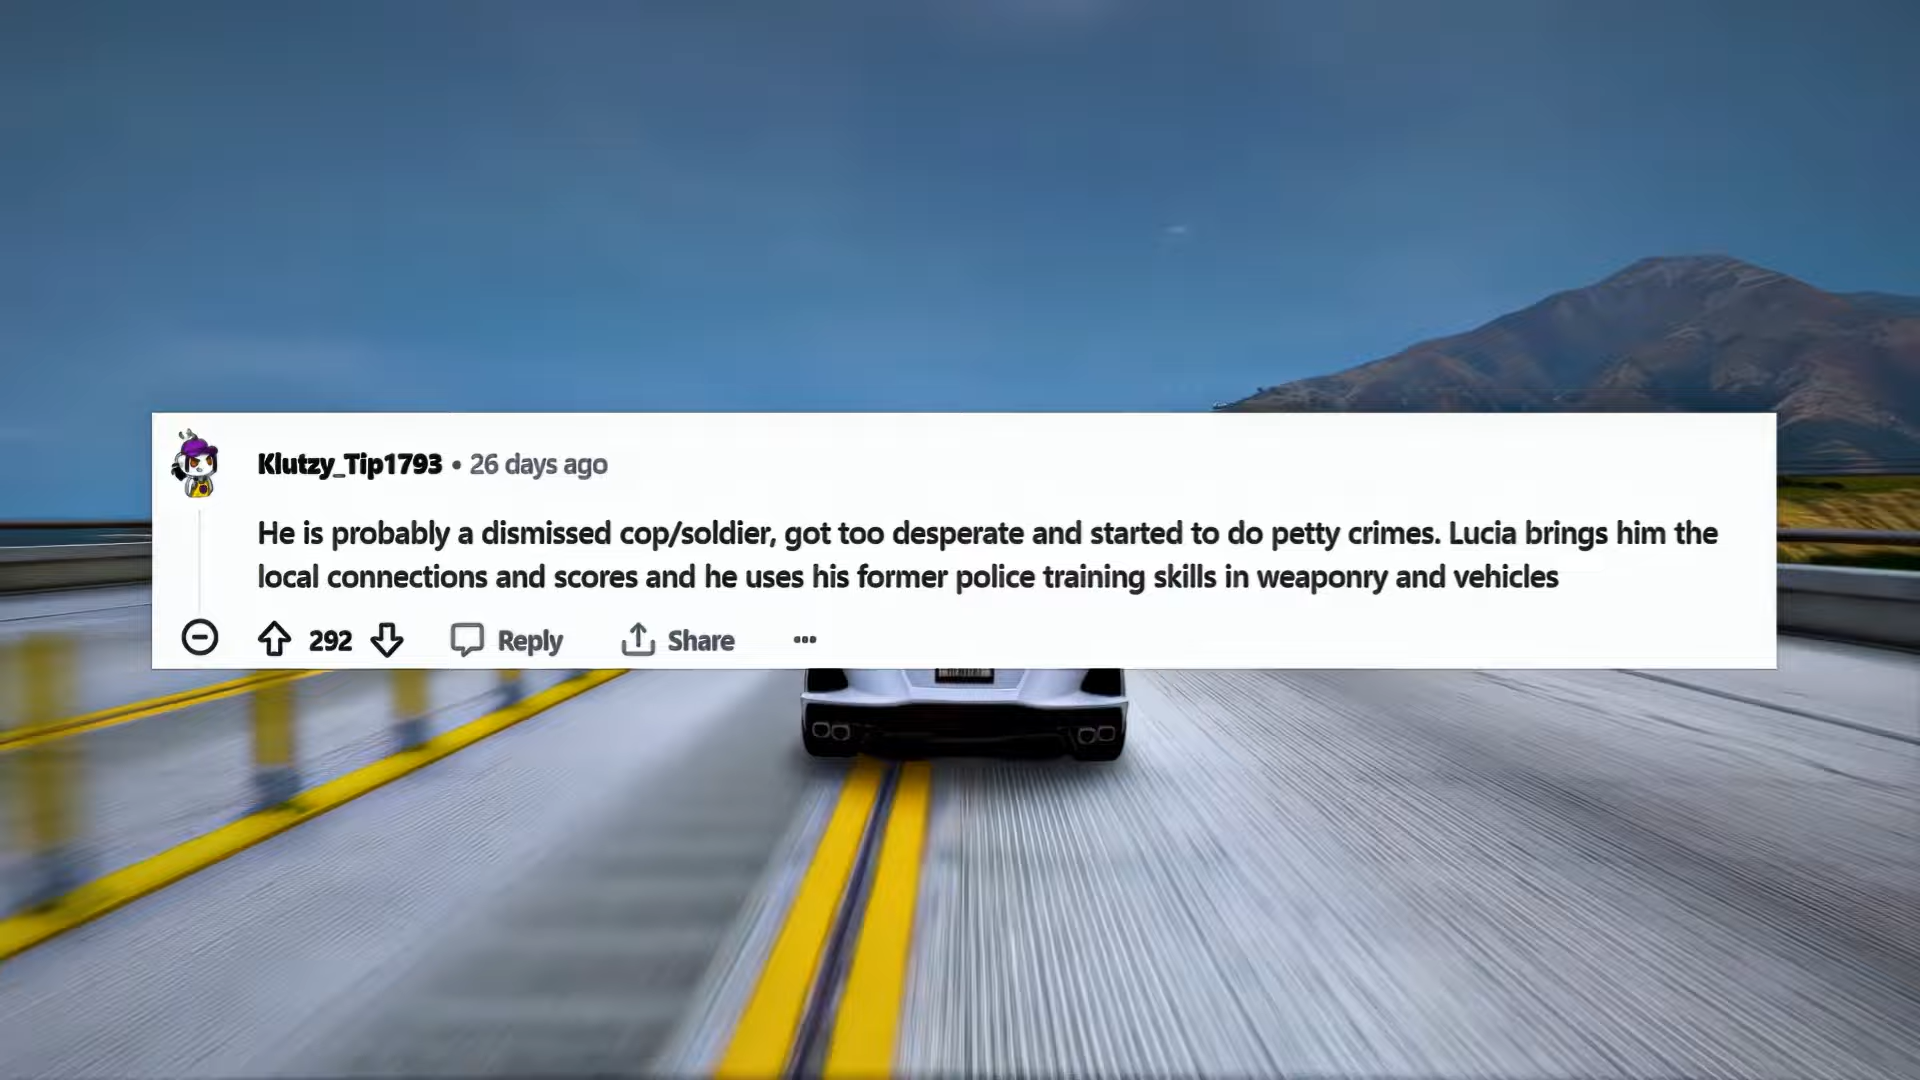 Klutzy_Tip1793 • 26 days ago
He is probably a dismissed cop/soldier, got too desperate and started to do petty crimes. Lucia brings him the
local connections and scores and he uses his former police training skills in weaponry and vehicles
292 Reply Share ...